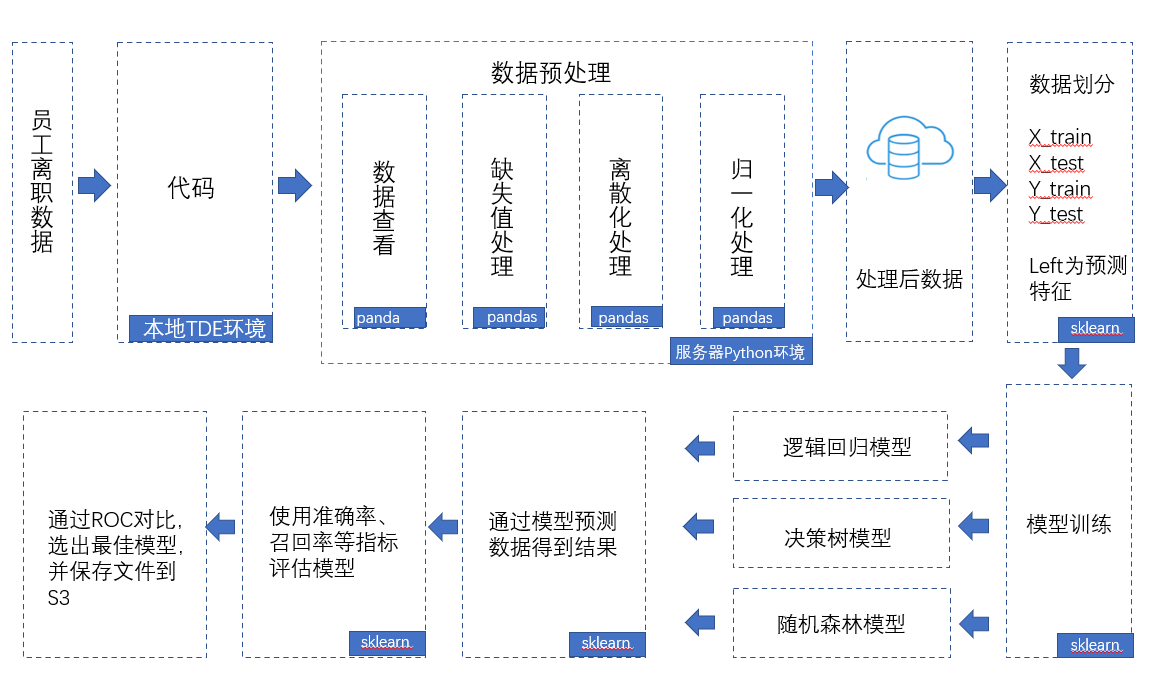 员工离职数据
代码
本地TDE环境
数据预处理
数据查看
panda
缺失值处理
pandas
离散化处理
pandas
归一化处理
pandas
服务器Python环境
处理后数据
数据划分
X_train
X_test
Y_train
Y_test
Left为预测
特征
sklearn
模型训练
sklearn
逻辑回归模型
决策树模型
随机森林模型
通过模型预测
数据得到结果
sklearn
使用准确率、
召回率等指标
评估模型
sklearn
通过ROC对比,
选出最佳模型,
并保存文件到
S3